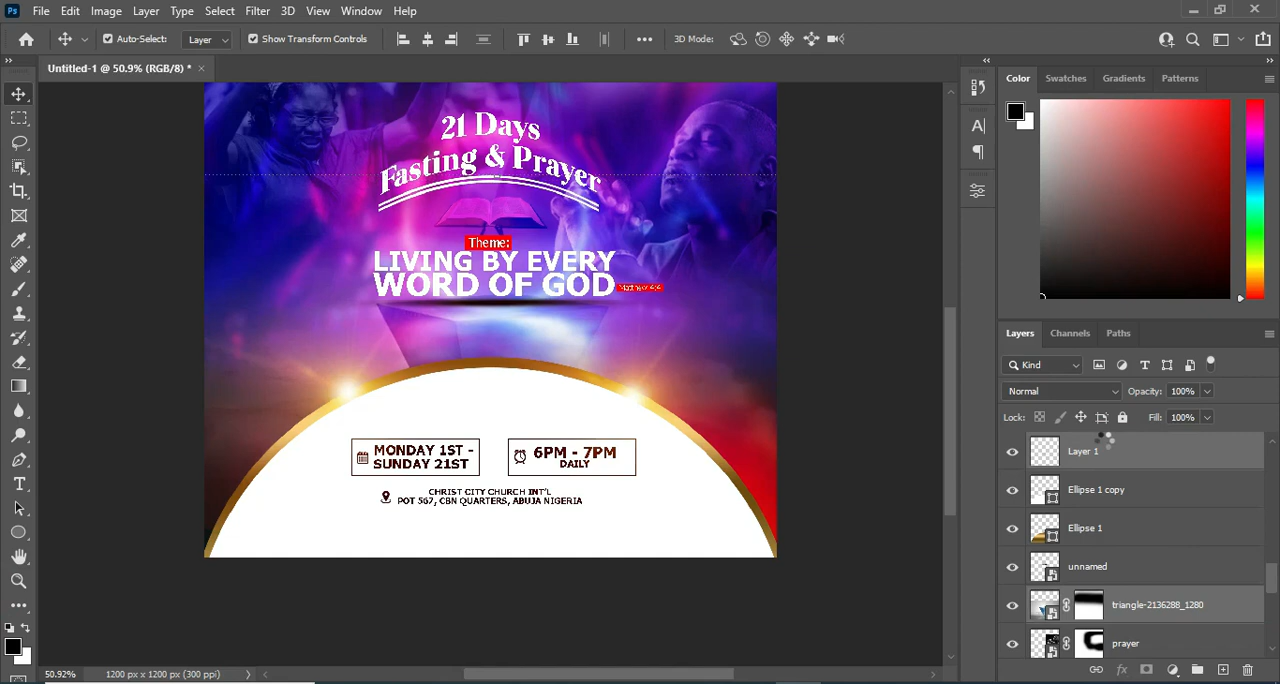 Ps File Edit Image Layer Type Select Filter 3D View Window Help
Auto-Select: Layer Show Transform Controls 3D Mode:
Untitled-1 @ 50.9% (RGB/8) * ×
Color Swatches Gradients Patterns
21 Days
Fasting & Prayer
Theme:
LIVING BY EVERY
WORD OF GOD
Matthew 4:4
MONDAY 1ST -
SUNDAY 21ST
6PM - 7PM
DAILY
CHRIST CITY CHURCH INT'L
POT 567, CBN QUARTERS, ABUJA NIGERIA
Layers Channels Paths
Kind
Normal Opacity: 100%
Lock: Fill: 100%
Layer 1
Ellipse 1 copy
Ellipse 1
unnamed
triangle-2136288_1280
prayer
50.92% 1200 px x 1200 px (300 ppi)